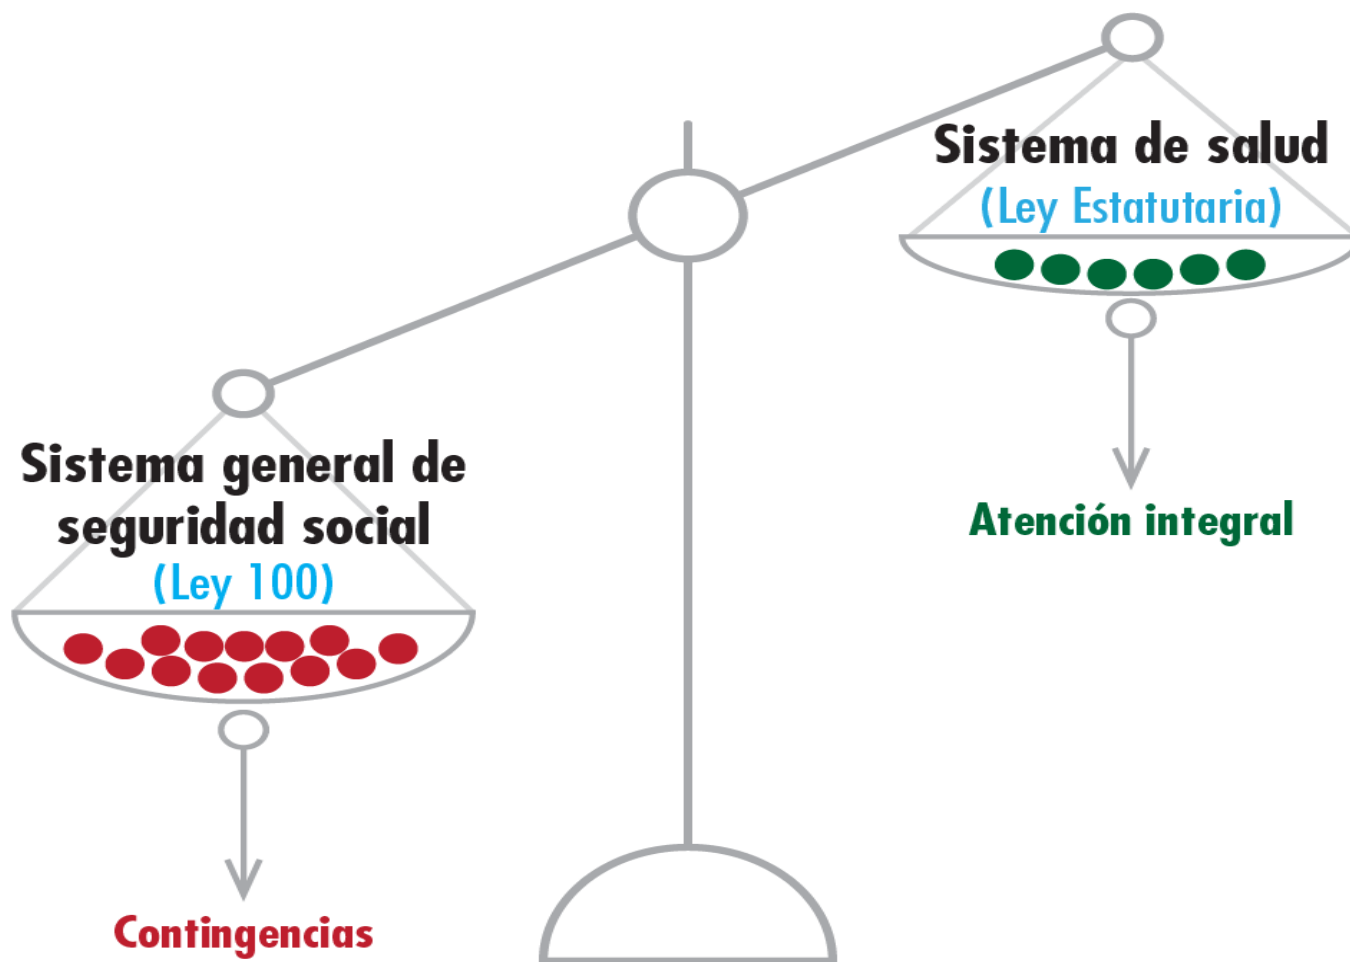 Sistema de salud
(Ley Estatutaria)
Atención integral
Sistema general de
seguridad social
(Ley 100)
Contingencias